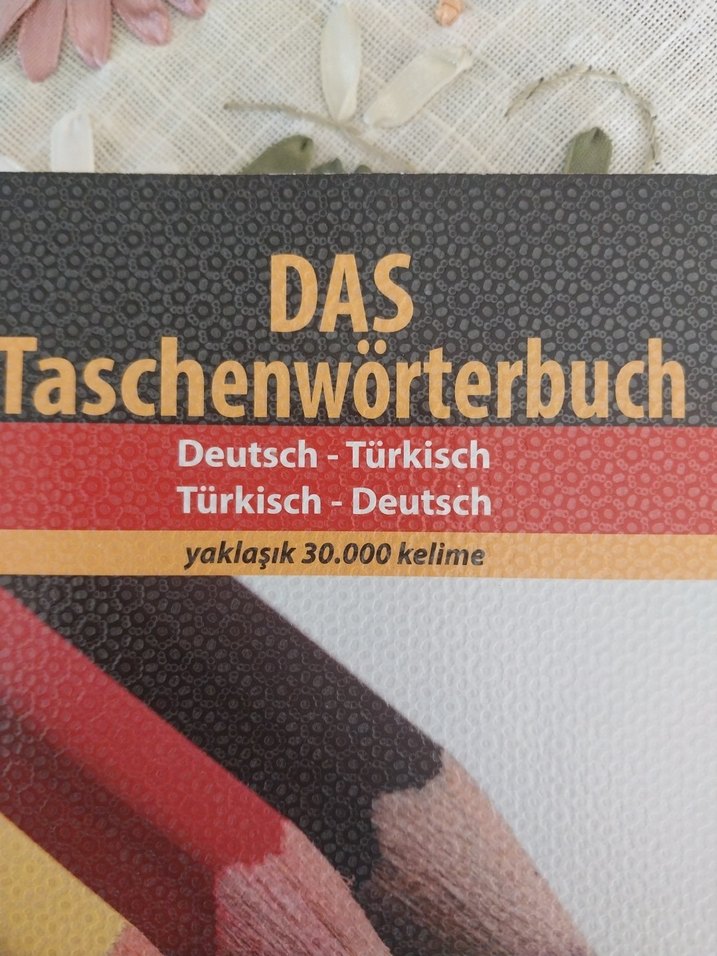 DAS
Taschenwörterbuch
Deutsch - Türkisch
Türkisch - Deutsch
yaklaşık 30.000 kelime